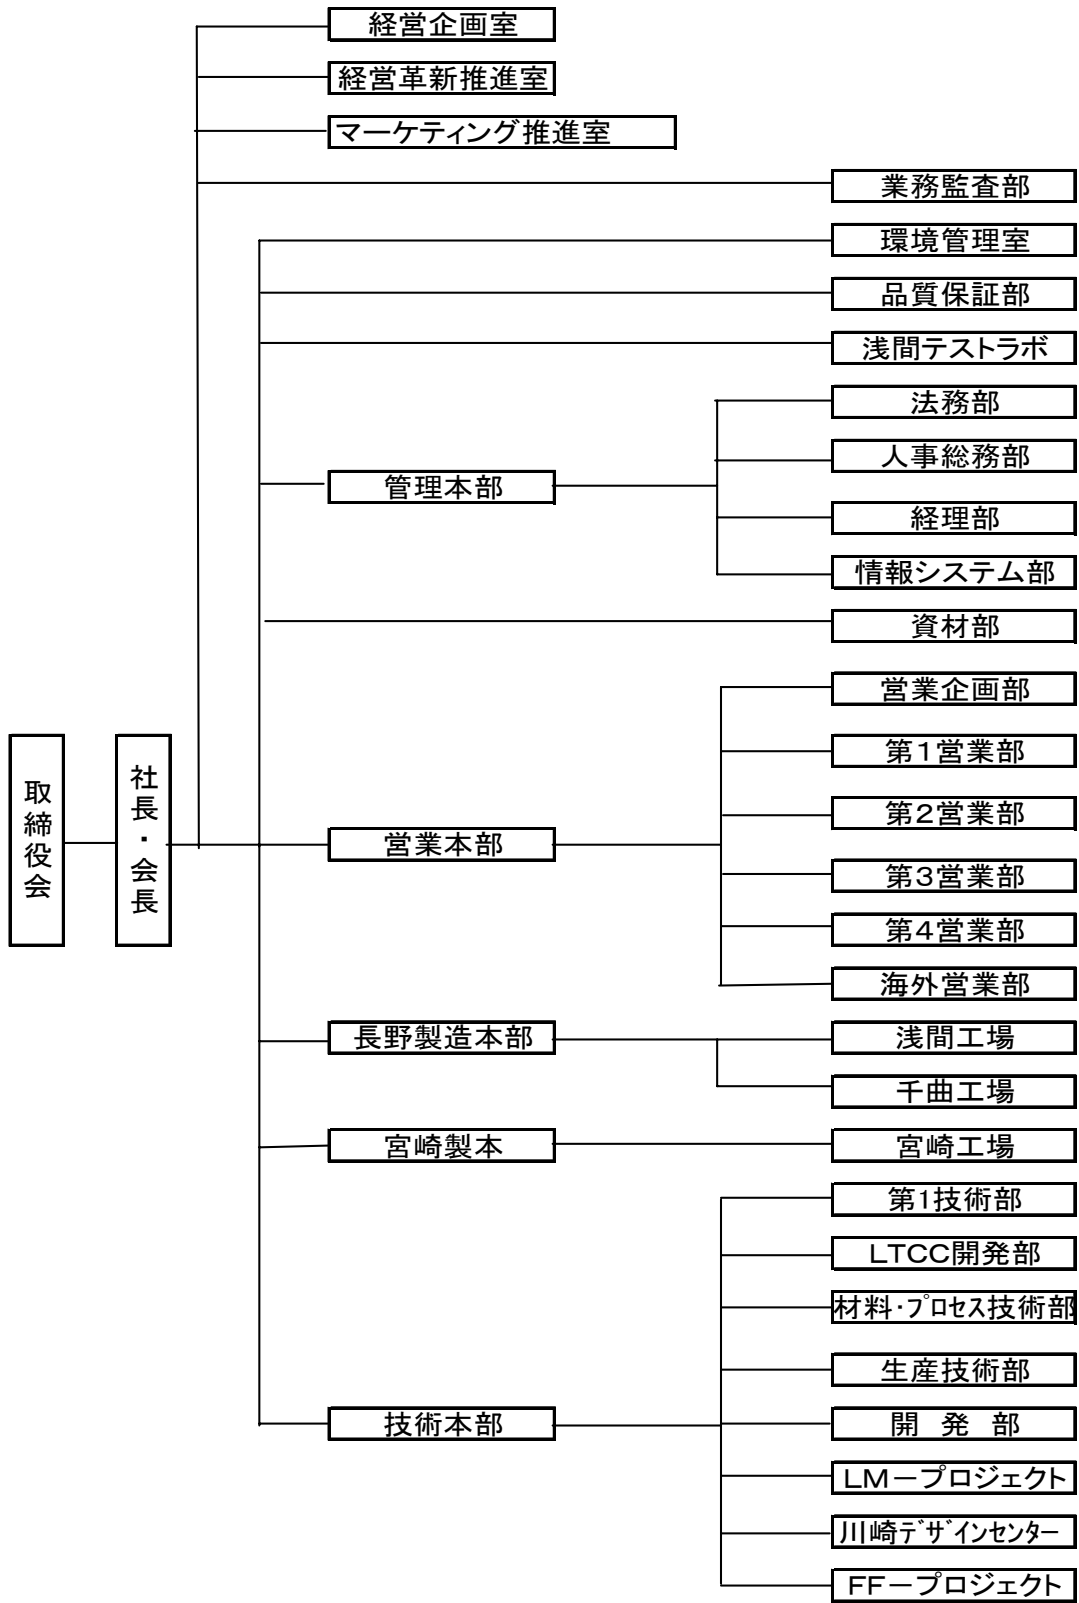 経営企画室
経営革新推進室
マーケティング推進室
業務監査部
環境管理室
品質保証部
浅間テストラボ
法務部
人事総務部
管理本部
経理部
情報システム部
資材部
営業企画部
取締役会
社長・会長
第1営業部
第2営業部
営業本部
第3営業部
第4営業部
海外営業部
長野製造本部
浅間工場
千曲工場
宮崎製本
宮崎工場
第1技術部
LTCC開発部
材料・プロセス技術部
生産技術部
技術本部
開 発 部
LMープロジェクト
川崎デザインセンター
FFープロジェクト